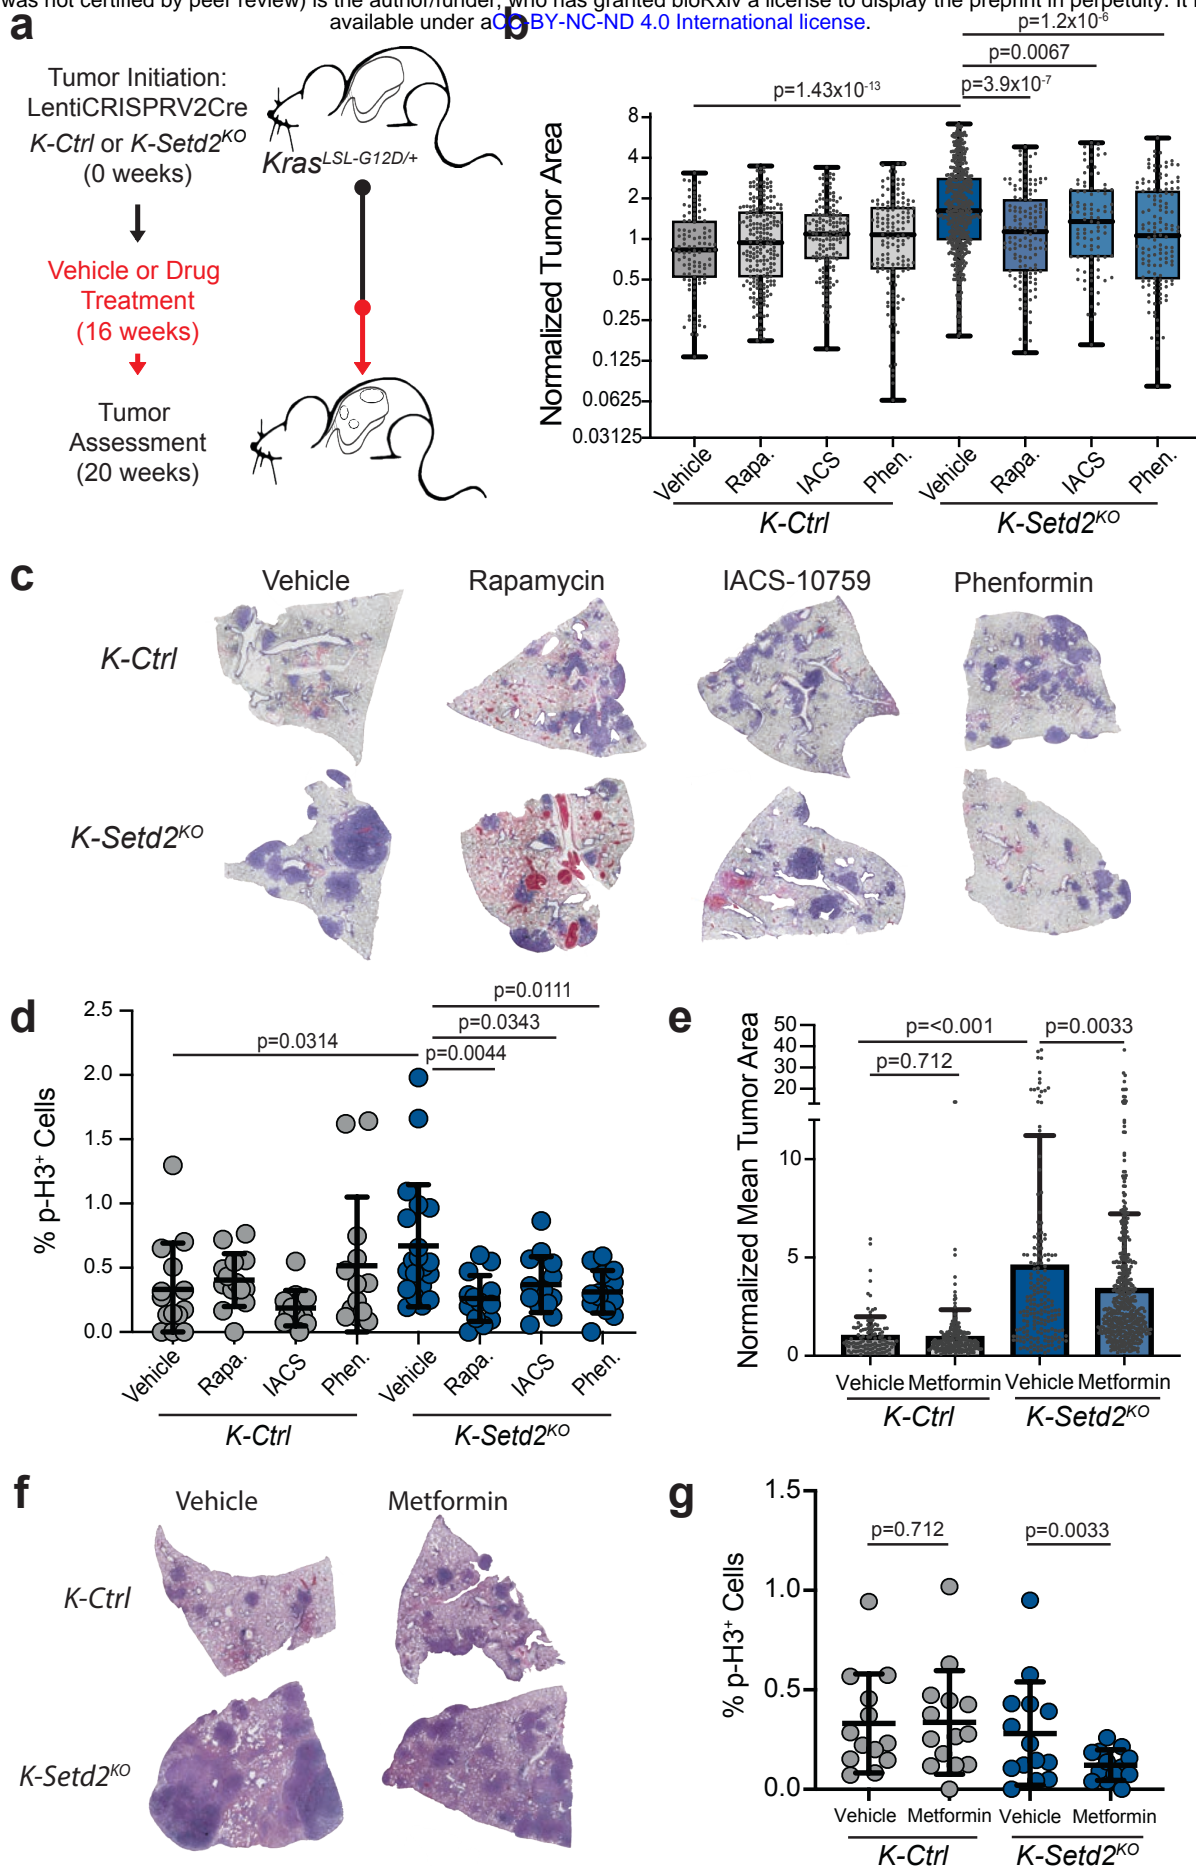 was not certified by peer review) is the author/funder, who has granted bioRxiv a license to display the preprint in perpetuity. It
available under aCC-BY-NC-ND 4.0 International license.
a
Tumor Initiation:
LentiCRISPRV2Cre
K-Ctrl or K-Setd2KO
(0 weeks)
KrasLSL-G12D/+
Vehicle or Drug
Treatment
(16 weeks)
Tumor
Assessment
(20 weeks)
b
p=1.2x10-6
p=0.0067
p=3.9x10-7
p=1.43x10-13
Normalized Tumor Area
8
4
2
1
0.5
0.25
0.125
0.0625
0.03125
Vehicle Rapa. IACS Phen. Vehicle Rapa. IACS Phen.
K-Ctrl K-Setd2KO
c
Vehicle Rapamycin IACS-10759 Phenformin
K-Ctrl
K-Setd2KO
d
p=0.0111
p=0.0343
p=0.0314 p=0.0044
% p-H3+ Cells
2.5
2.0
1.5
1.0
0.5
0.0
Vehicle Rapa. IACS Phen. Vehicle Rapa. IACS Phen.
K-Ctrl K-Setd2KO
e
p=<0.001 p=0.0033
p=0.712
Normalized Mean Tumor Area
50
40
30
20
10
5
0
Vehicle Metformin Vehicle Metformin
K-Ctrl K-Setd2KO
f
Vehicle Metformin
K-Ctrl
K-Setd2KO
g
p=0.712 p=0.0033
% p-H3+ Cells
1.5
1.0
0.5
0.0
Vehicle Metformin Vehicle Metformin
K-Ctrl K-Setd2KO